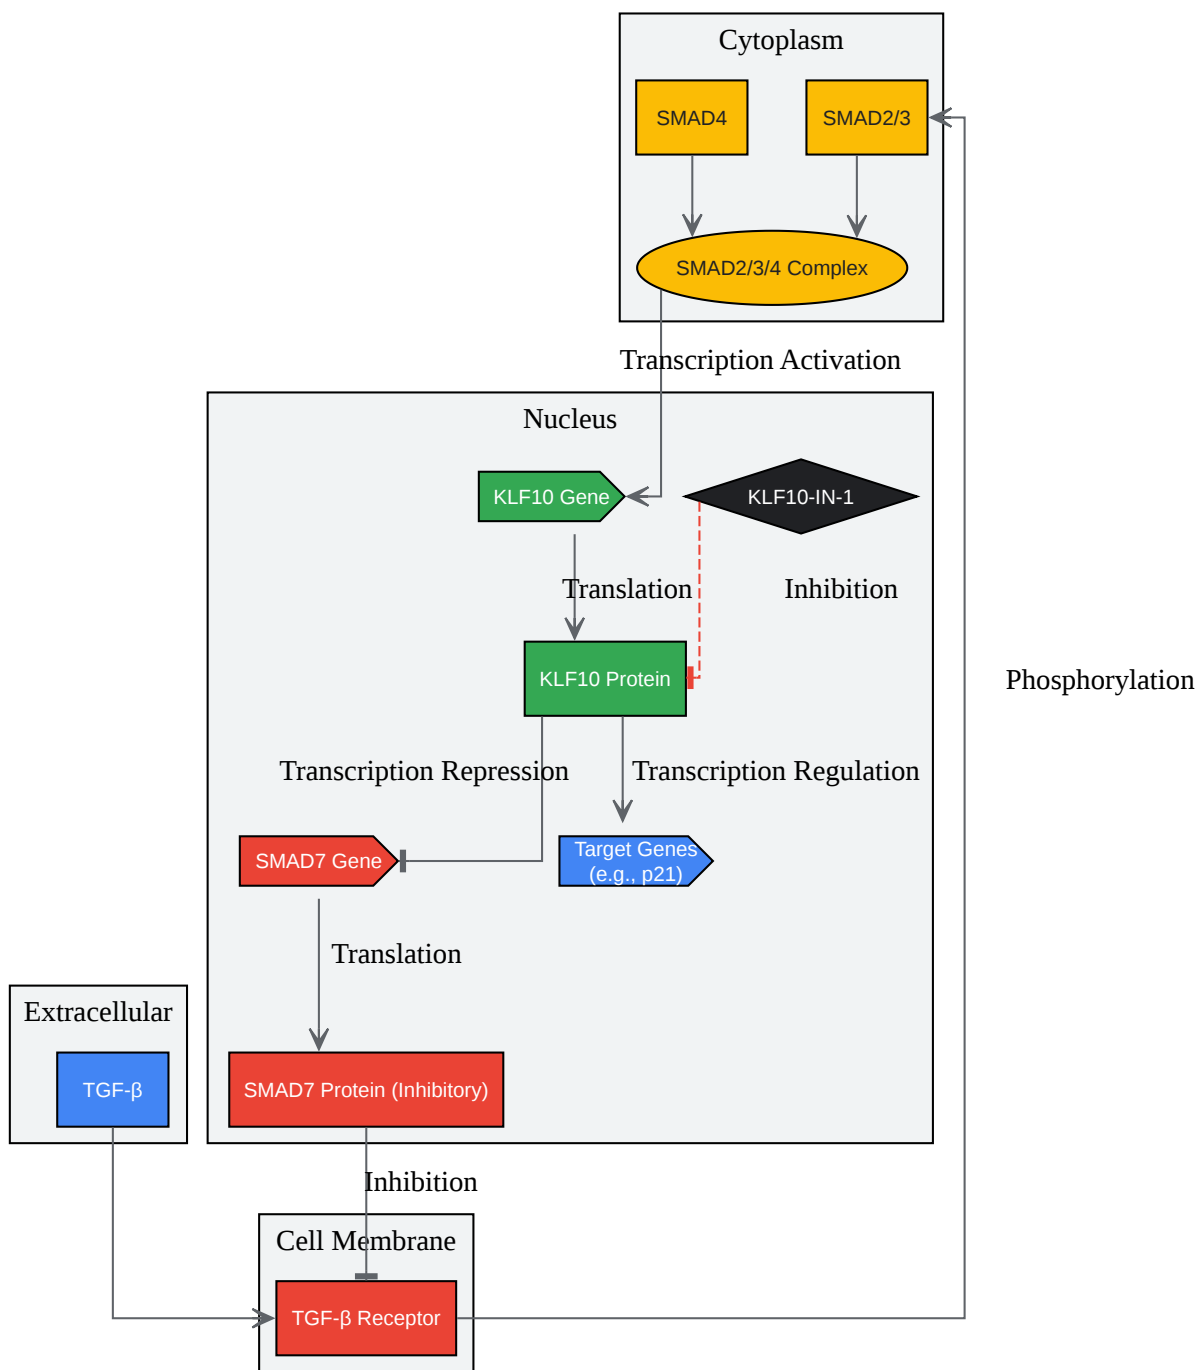 Cytoplasm
SMAD4
SMAD2/3
SMAD2/3/4 Complex
Transcription Activation
Nucleus
KLF10 Gene
KLF10-IN-1
Translation
Inhibition
KLF10 Protein
Phosphorylation
Transcription Repression
Transcription Regulation
SMAD7 Gene
Target Genes
(e.g., p21)
Translation
Extracellular
TGF-β
SMAD7 Protein (Inhibitory)
Inhibition
Cell Membrane
TGF-β Receptor